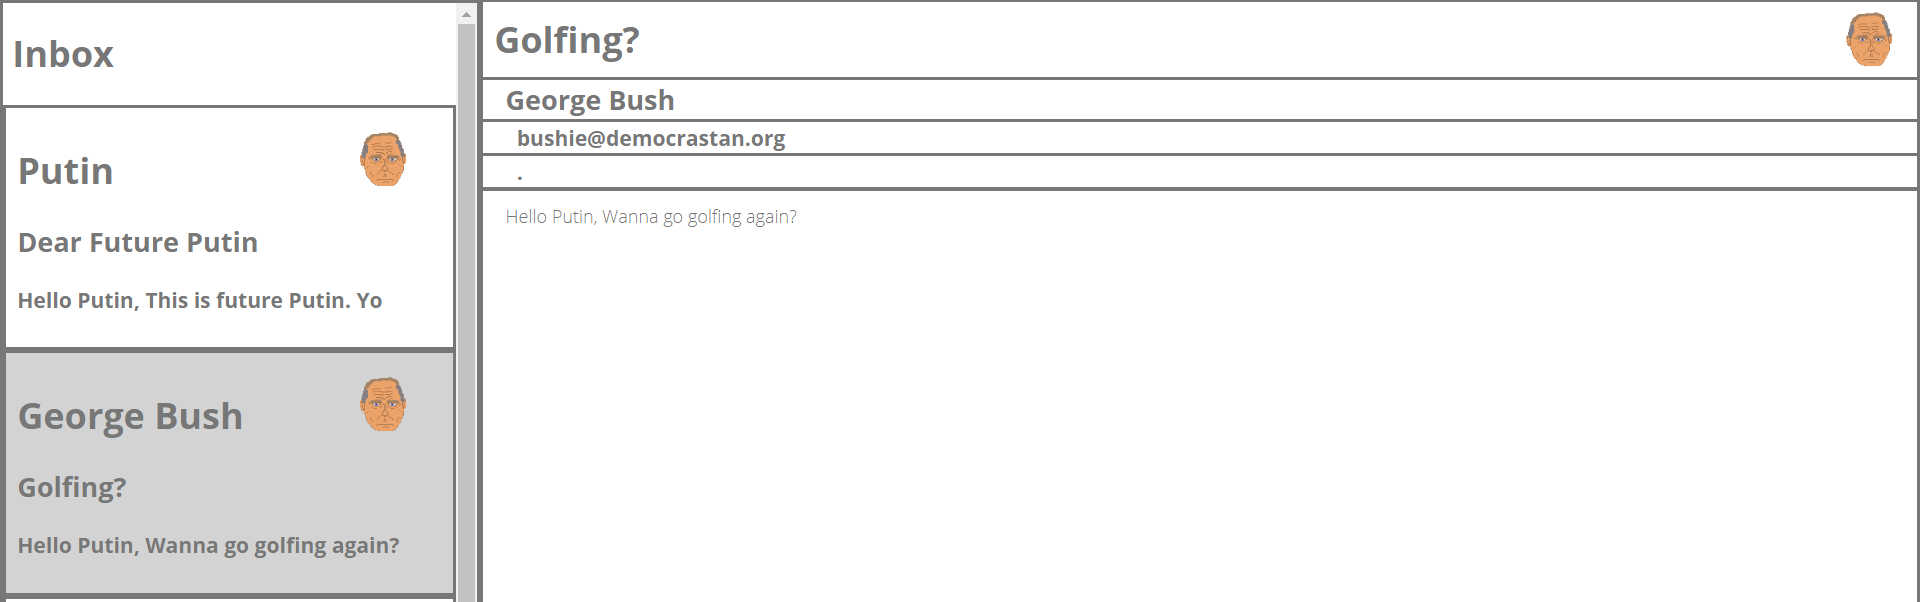 Inbox
Putin
Dear Future Putin
Hello Putin, This is future Putin. Yo
George Bush
Golfing?
Hello Putin, Wanna go golfing again?
Golfing?
George Bush
bushie@democrastan.org
.
Hello Putin, Wanna go golfing again?